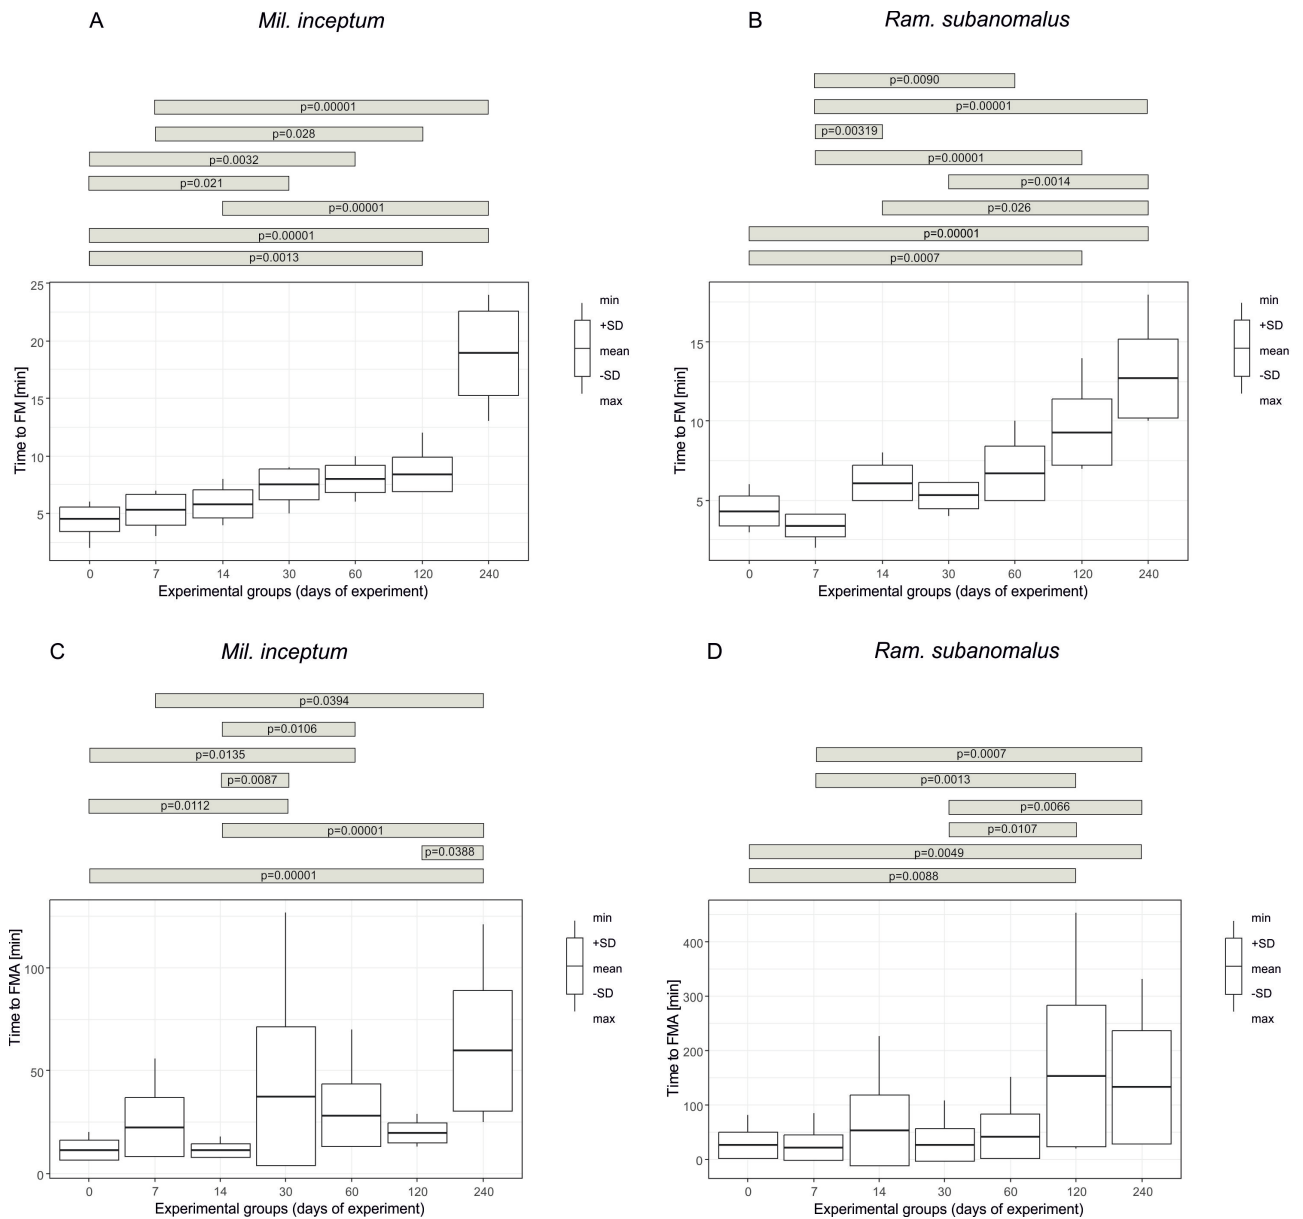 A
Mil. inceptum
p=0.00001
p=0.028
p=0.0032
p=0.021
p=0.00001
p=0.00001
p=0.0013
25
20
15
10
5
Time to FM [min]
0 7 14 30 60 120 240
Experimental groups (days of experiment)
min
+SD
mean
-SD
max
B
Ram. subanomalus
p=0.0090
p=0.00001
p=0.00319
p=0.00001
p=0.0014
p=0.026
p=0.00001
p=0.0007
15
10
5
Time to FM [min]
0 7 14 30 60 120 240
Experimental groups (days of experiment)
min
+SD
mean
-SD
max
C
Mil. inceptum
p=0.0394
p=0.0106
p=0.0135
p=0.0087
p=0.0112
p=0.00001
p=0.0388
p=0.00001
100
50
0
Time to FMA [min]
0 7 14 30 60 120 240
Experimental groups (days of experiment)
min
+SD
mean
-SD
max
D
Ram. subanomalus
p=0.0007
p=0.0013
p=0.0066
p=0.0107
p=0.0049
p=0.0088
400
300
200
100
0
Time to FMA [min]
0 7 14 30 60 120 240
Experimental groups (days of experiment)
min
+SD
mean
-SD
max